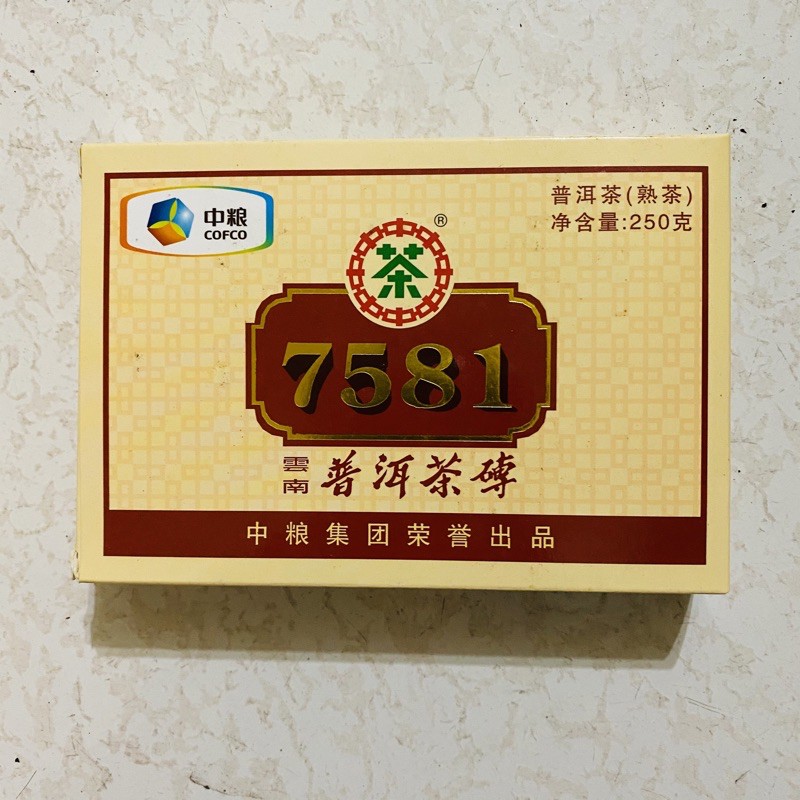 中粮
COFCO
普洱茶(熟茶)
净含量:250克
茶
®
7581
雲南
普洱茶磚
中粮集团荣誉出品